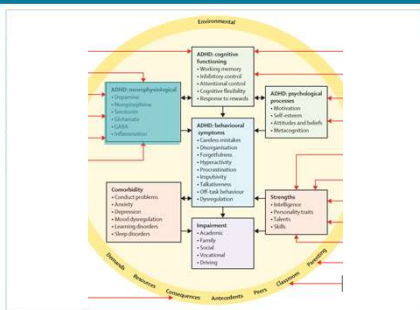 Environmental
ADHD: cognitive
functioning
• Working memory
• Inhibitory control
• Attentional control
• Cognitive flexibility
• Response to rewards
ADHD: neurophysiological
• Dopamine
• Norepinephrine
• Serotonin
• Glutamate
• GABA
• Inflammation
ADHD: psychological
processes
• Motivation
• Self-esteem
• Attitudes and beliefs
• Metacognition
ADHD: behavioural
symptoms
• Careless mistakes
• Disorganisation
• Forgetfulness
• Hyperactivity
• Procrastination
• Impulsivity
• Talkativeness
• Off-task behaviour
• Dysregulation
Comorbidity
• Conduct problems
• Anxiety
• Depression
• Mood dysregulation
• Learning disorders
• Sleep disorders
Strengths
• Intelligence
• Personality traits
• Talents
• Skills
Impairment
• Academic
• Family
• Social
• Vocational
• Driving
Demands Resources Consequences Antecedents Peers Classroom Parenting